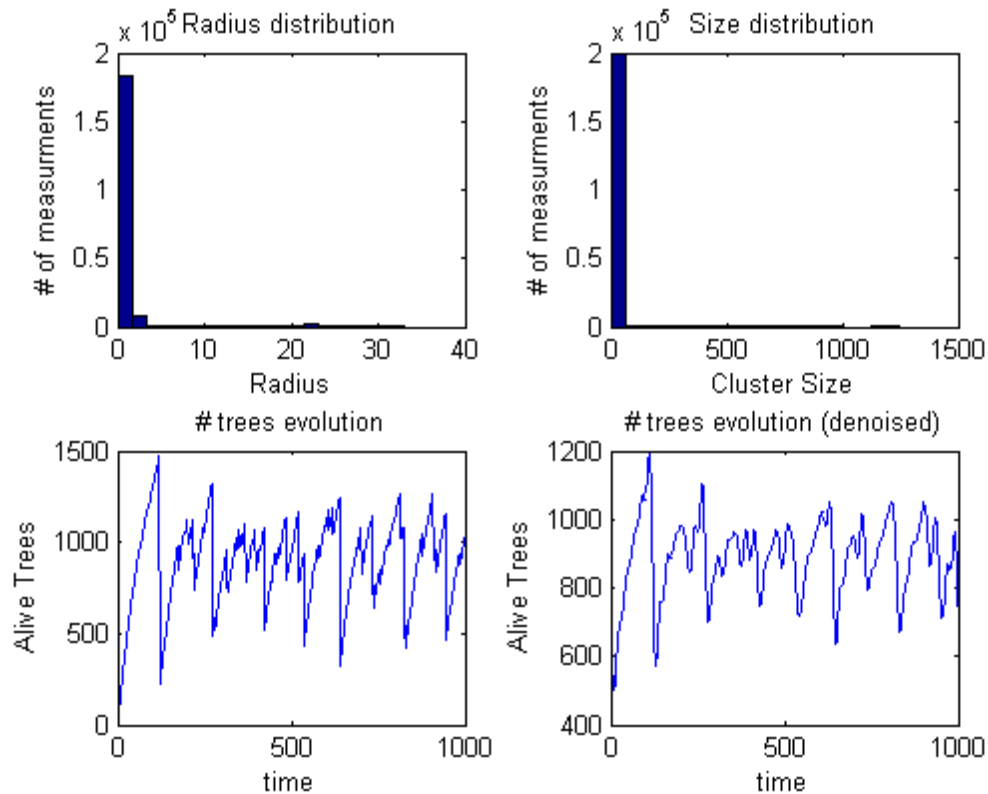 x 10^5 Radius distribution
2
1.5
1
0.5
0
# of measurments
0 10 20 30 40
Radius
x 10^5 Size distribution
2
1.5
1
0.5
0
# of measurments
0 500 1000 1500
Cluster Size
# trees evolution
1500
1000
500
0
Alive Trees
0 500 1000
time
# trees evolution (denoised)
1200
1000
800
600
400
Alive Trees
0 500 1000
time